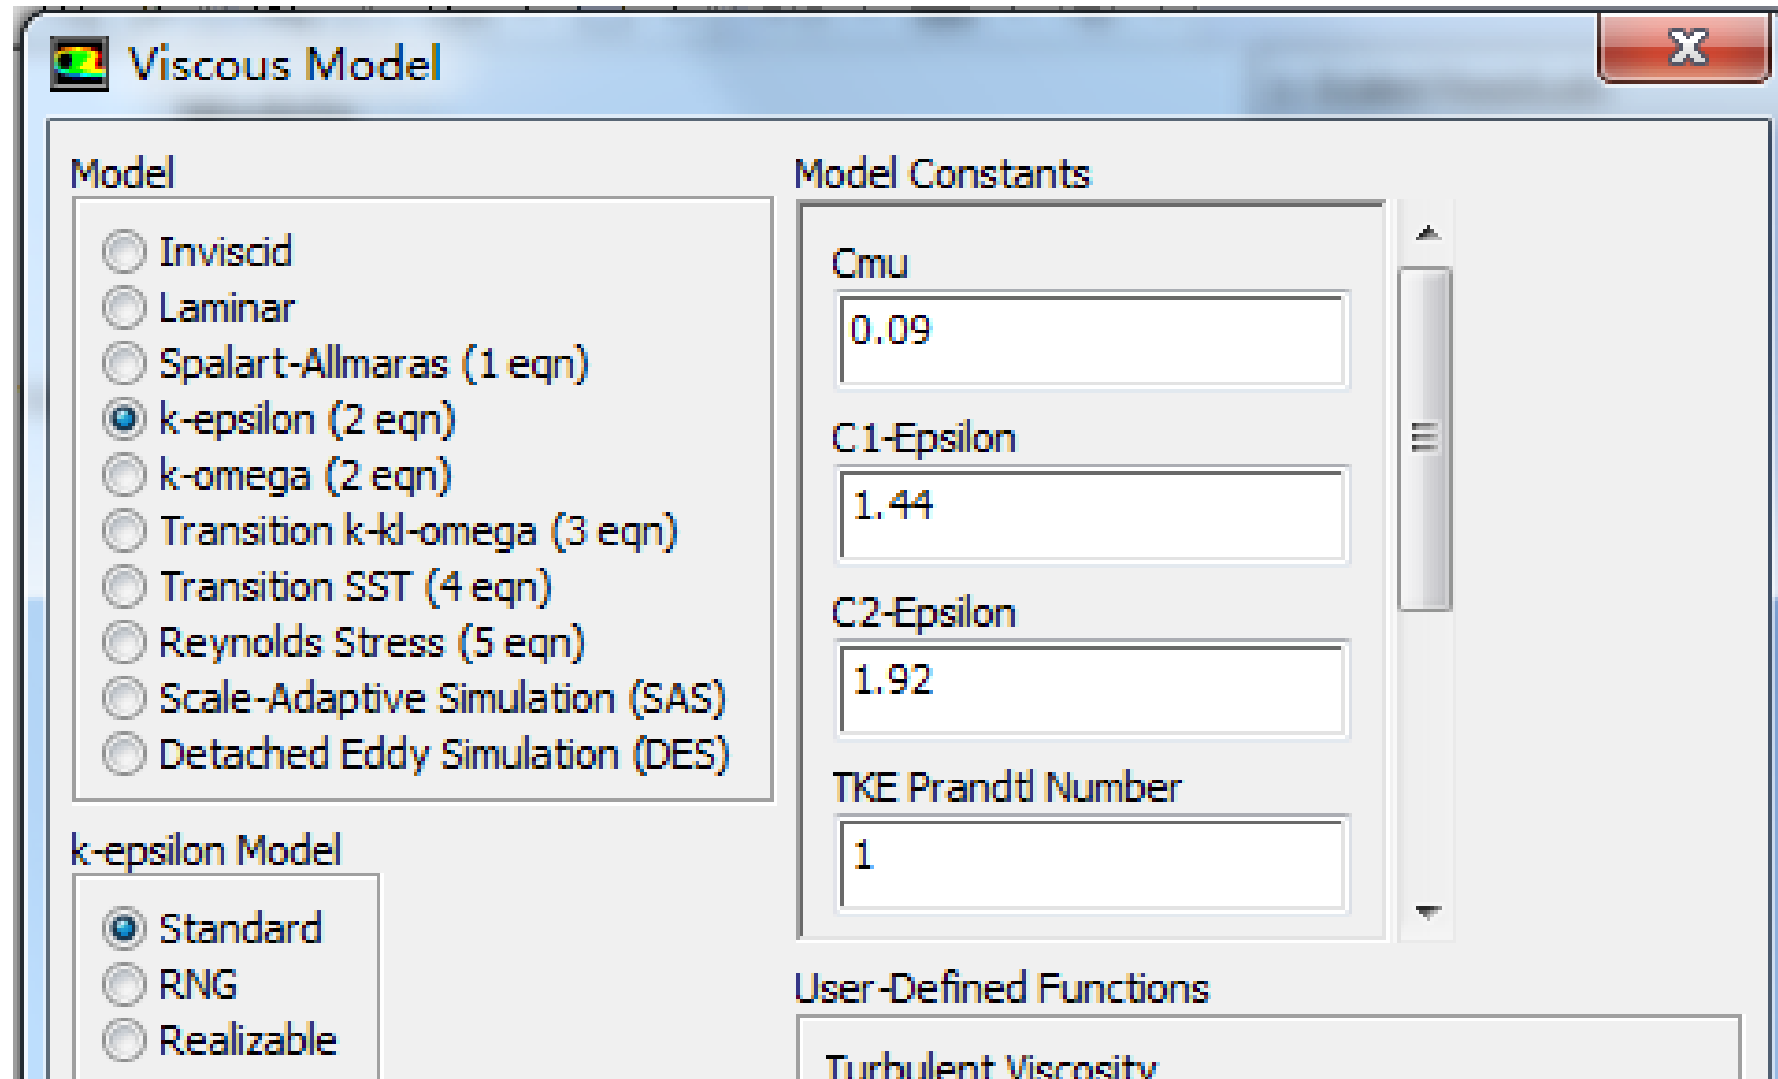 Viscous Model
Model
Inviscid
Laminar
Spalart-Allmaras (1 eqn)
k-epsilon (2 eqn)
k-omega (2 eqn)
Transition k-kl-omega (3 eqn)
Transition SST (4 eqn)
Reynolds Stress (5 eqn)
Scale-Adaptive Simulation (SAS)
Detached Eddy Simulation (DES)
k-epsilon Model
Standard
RNG
Realizable
Model Constants
Cmu
0.09
C1-Epsilon
1.44
C2-Epsilon
1.92
TKE Prandtl Number
1
User-Defined Functions
Turbulent Viscosity